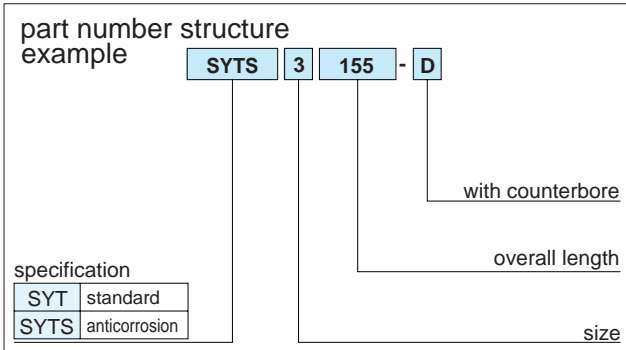 part number structure
example
SYTS 3 155 - D
with counterbore
overall length
specification
SYT standard
SYTS anticorrosion
size